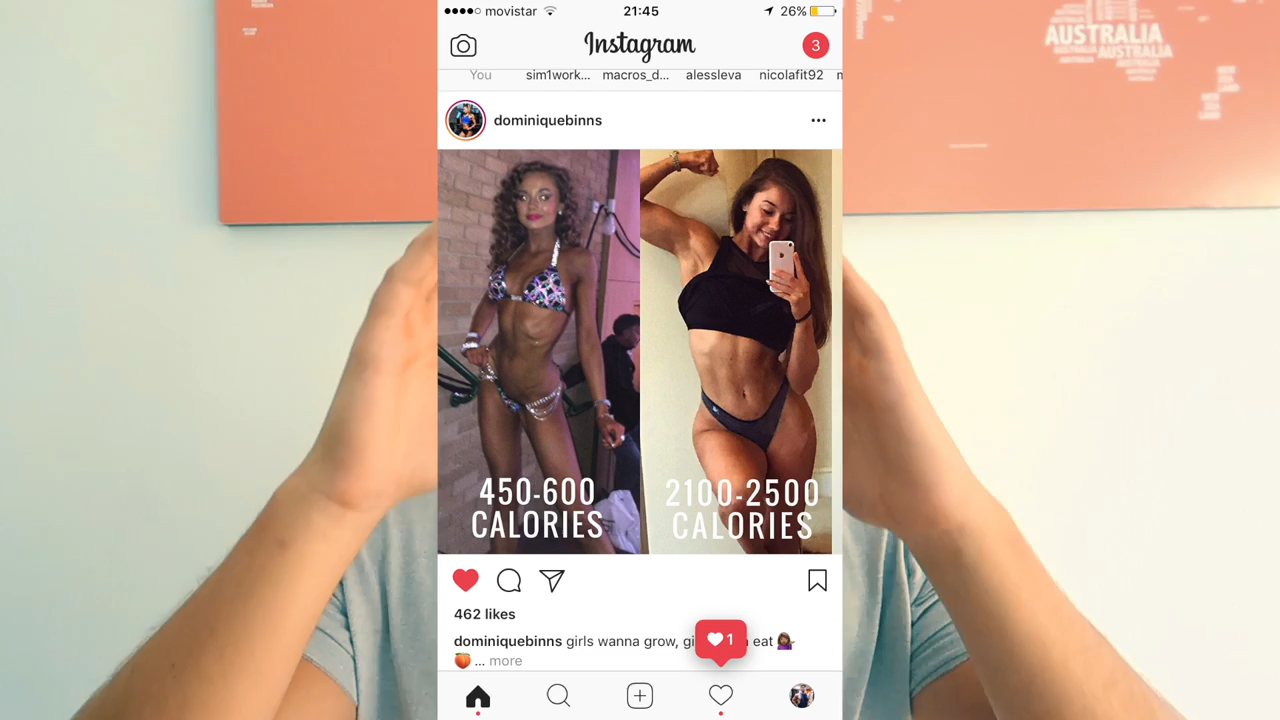 movistar 21:45 26%
Instagram 3
You sim1work... macros_d... alessleva nicolafit92
dominiquebinns
450-600 2100-2500
CALORIES CALORIES
462 likes
dominiquebinns girls wanna grow, eat
... more
1
AUSTRALIA
AUSTRALIA
AUSTRALIA